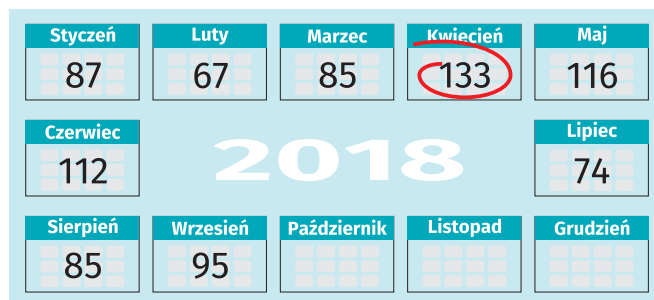 Styczeń Luty Marzec Kwiecień Maj
87 67 85 133 116
Czerwiec 2018 Lipiec
112 74
Sierpień Wrzesień Październik Listopad Grudzień
85 95